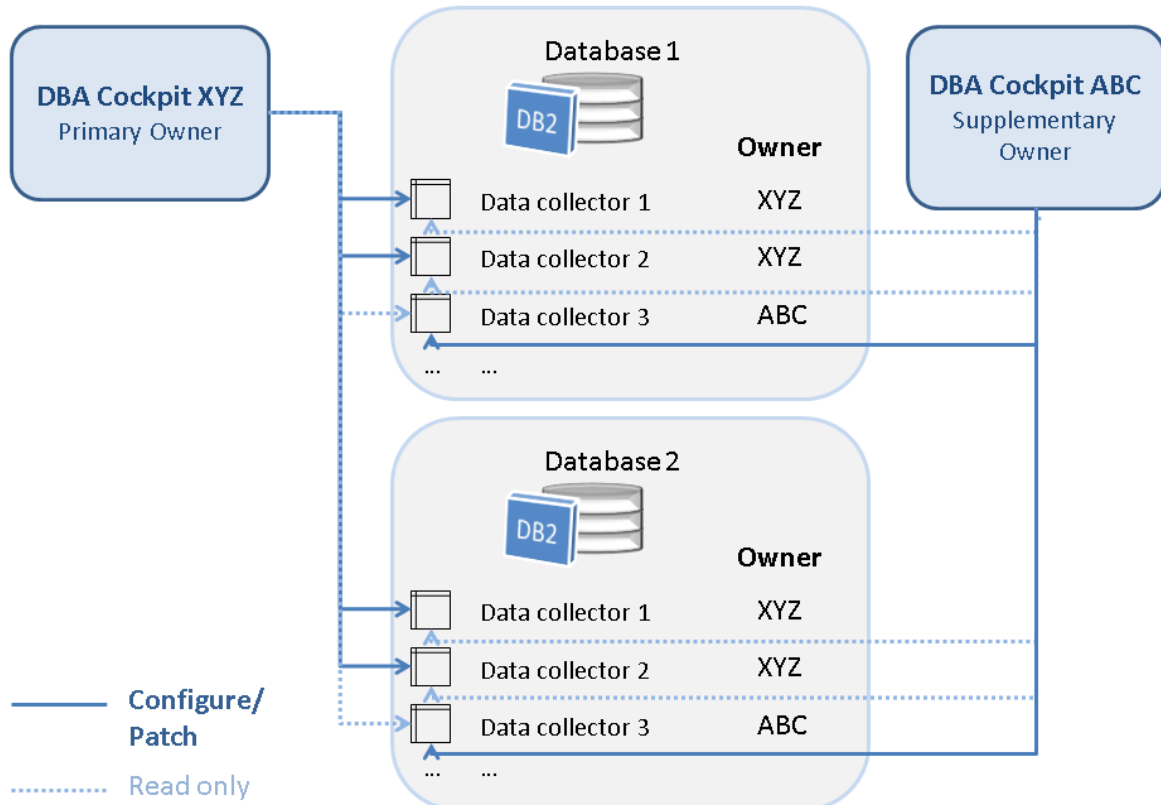 DBA Cockpit XYZ
Primary Owner
Database 1
DB2
Owner
Data collector 1 XYZ
Data collector 2 XYZ
Data collector 3 ABC
... ...
DBA Cockpit ABC
Supplementary
Owner
Database 2
DB2
Owner
Data collector 1 XYZ
Data collector 2 XYZ
Data collector 3 ABC
... ...
Configure/
Patch
Read only